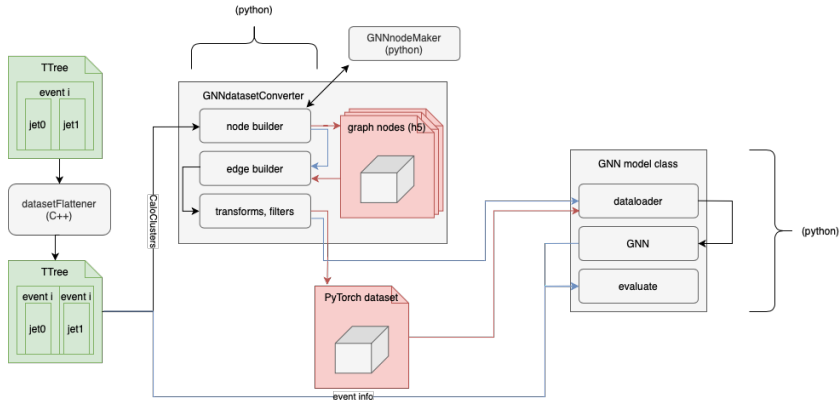 (python)
GNNnodeMaker
(python)
TTree
event i
jet0
jet1
datasetFlattener
(C++)
TTree
event i
event i
jet0
jet1
CaloClusters
GNNdatasetConverter
node builder
edge builder
transforms, filters
graph nodes (h5)
PyTorch dataset
event info
GNN model class
dataloader
GNN
evaluate
(python)